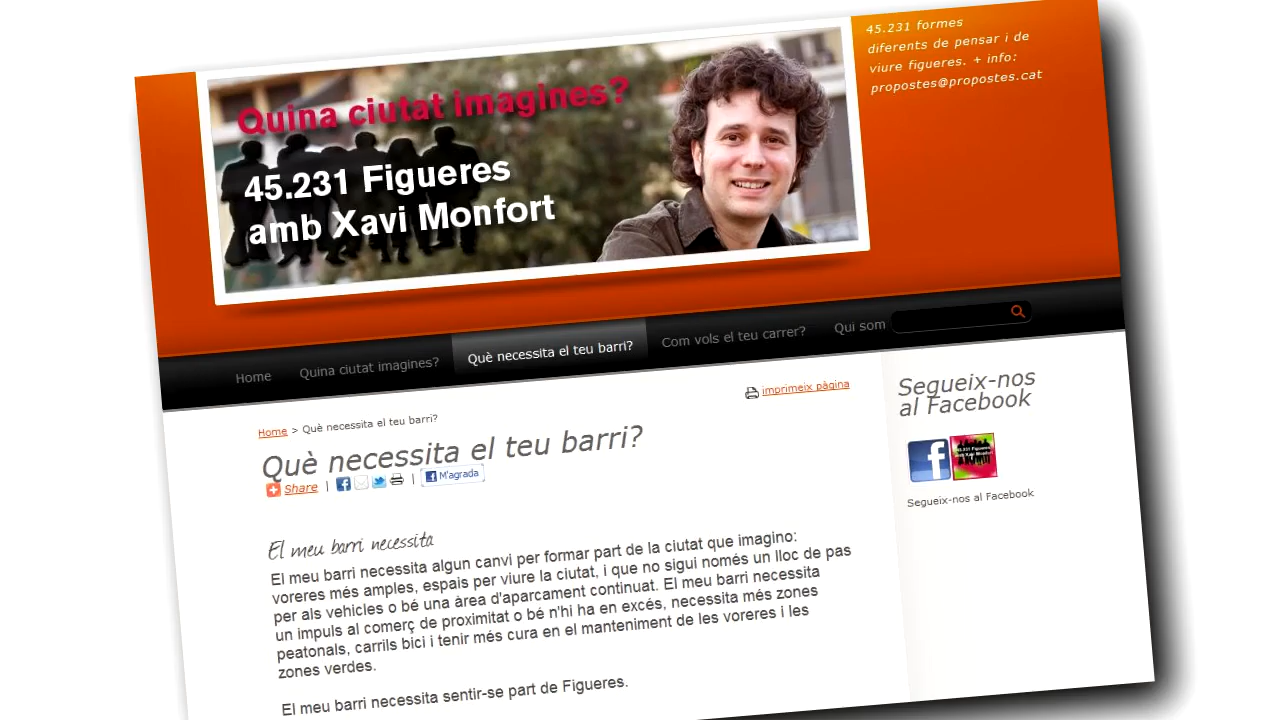 45.231 formes
diferents de pensar i de
viure figueres. + info:
propostes@propostes.cat
Quina ciutat imagines?
45.231 Figueres
amb Xavi Monfort
Home
Quina ciutat imagines?
Què necessita el teu barri?
Com vols el teu carrer?
Qui som
Home > Què necessita el teu barri?
imprimeix pàgina
Què necessita el teu barri?
Share | | M'agrada
El meu barri necessita
El meu barri necessita algun canvi per formar part de la ciutat que imagino:
voreres més amples, espais per viure la ciutat, i que no sigui només un lloc de pas
per als vehicles o bé una àrea d'aparcament continuat. El meu barri necessita
un impuls al comerç de proximitat o bé n'hi ha en excés, necessita més zones
peatonals, carrils bici i tenir més cura en el manteniment de les voreres i les
zones verdes.
El meu barri necessita sentir-se part de Figueres.
Segueix-nos
al Facebook
45.231 Figueres
amb Xavi Monfort
Segueix-nos al Facebook